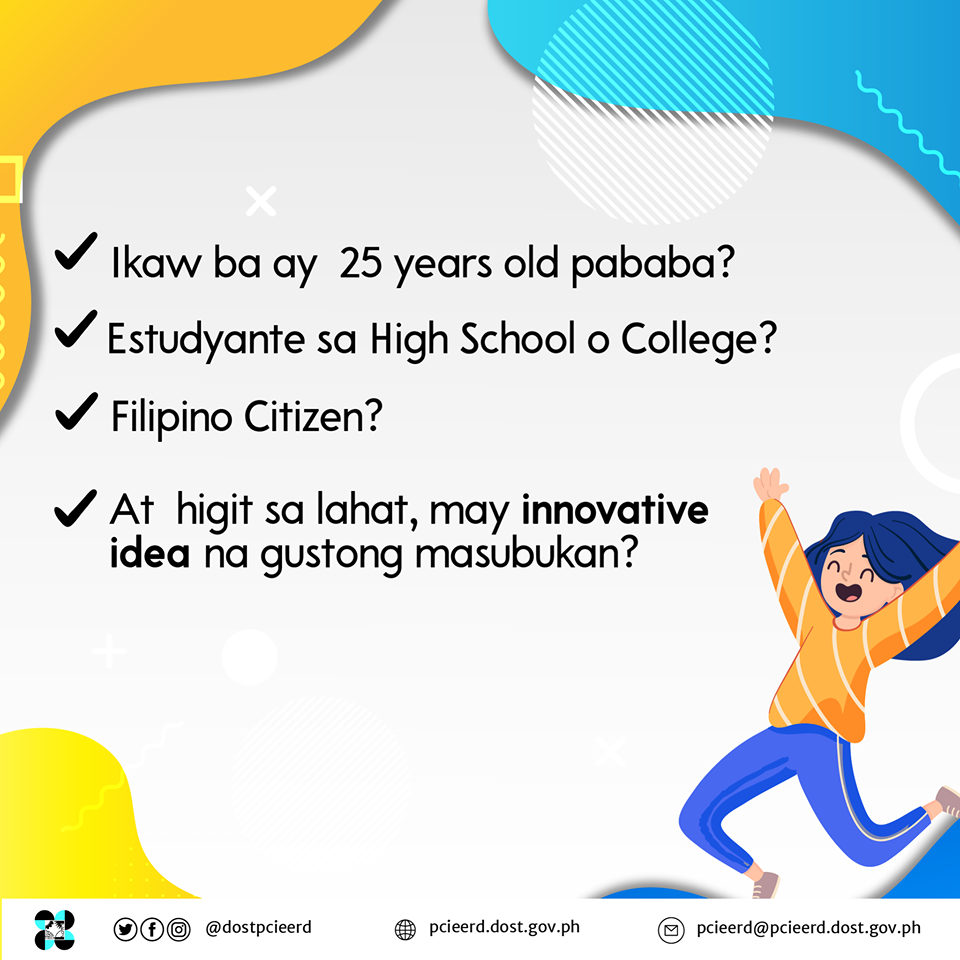 Ikaw ba ay 25 years old pababa?
Estudyante sa High School o College?
Filipino Citizen?
At higit sa lahat, may innovative
idea na gustong masubukan?
@dostpcieerd
pcieerd.dost.gov.ph
pcieerd@pcieerd.dost.gov.ph